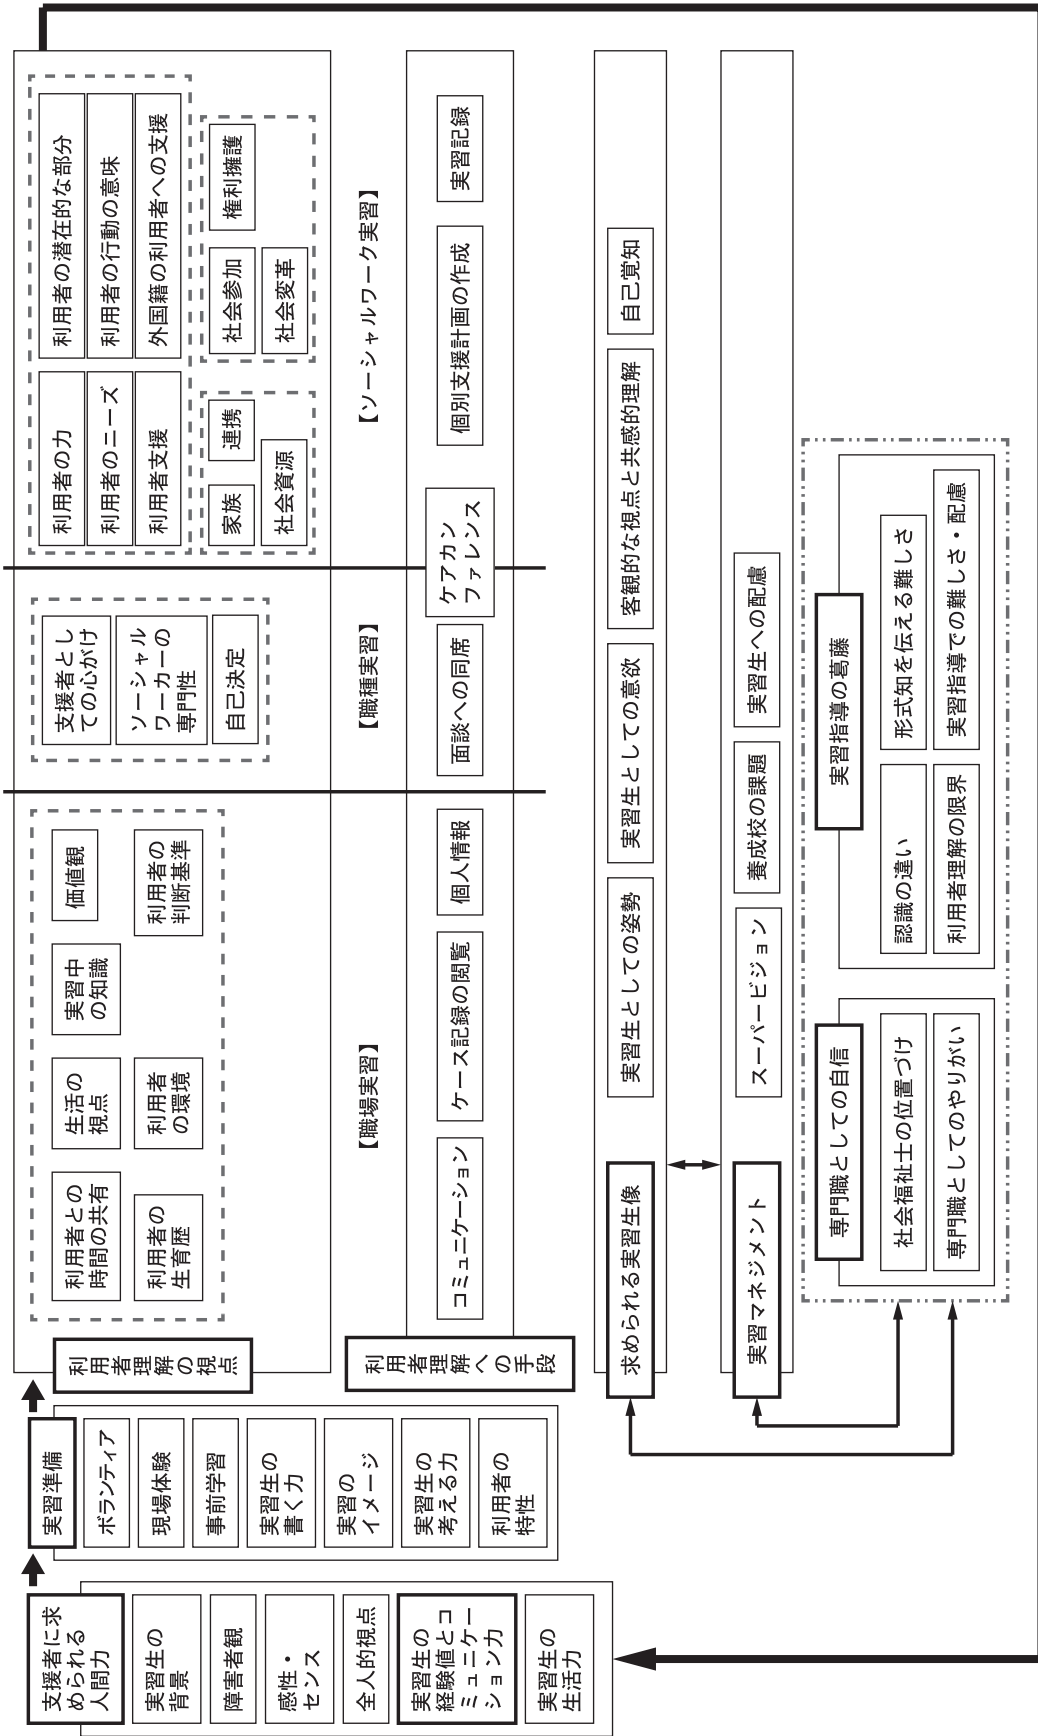 支援者に求
められる
人間力
実習生の
背景
障害者観
感性・
センス
全人的視点
実習生の
経験値とコ
ミュニケー
ション力
実習生の
生活力
実習準備
ボランティア
現場体験
事前学習
実習生の
書く力
実習の
イメージ
実習生の
考える力
利用者の
特性
利用者理解の視
点
利用者との
時間の共有
生活の
視点
実習中
の知識
価値観
利用者の
生育歴
利用者
の環境
利用者の
判断基準
支援者とし
ての心がけ
ソーシャル
ワーカーの
専門性
自己決定
利用者の力
利用者の潜在的な部分
利用者のニーズ
利用者の行動の意味
利用者支援
外国籍の利用者への支援
家族
連携
社会資源
社会参加
権利擁護
社会変革
【職場実習】
【職種実習】
【ソーシャルワーク実習】
利用者理解への手
段
コミュニケーション
ケース記録の閲覧
個人情報
面談への同席
ケアカン
ファレンス
個別支援計画の作成
実習記録
求められる実習生像
実習生としての姿勢
実習生としての意欲
客観的な視点と共感的理解
自己覚知
実習マネジメント
スーパービジョン
養成校の課題
実習生への配慮
専門職としての自信
社会福祉士の位置づけ
専門職としてのやりがい
実習指導の葛藤
認識の違い
形式知を伝える難しさ
利用者理解の限界
実習指導での難しさ・配慮